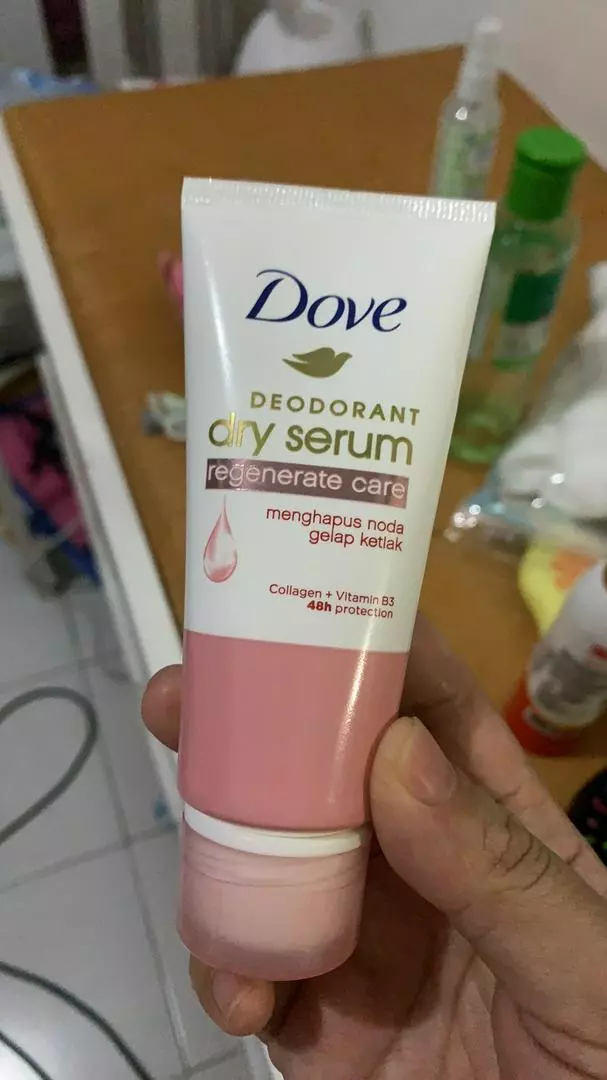 Dove
DEODORANT
dry serum
regenerate care
menghapus noda
gelap ketiak
Collagen + Vitamin B3
48h protection